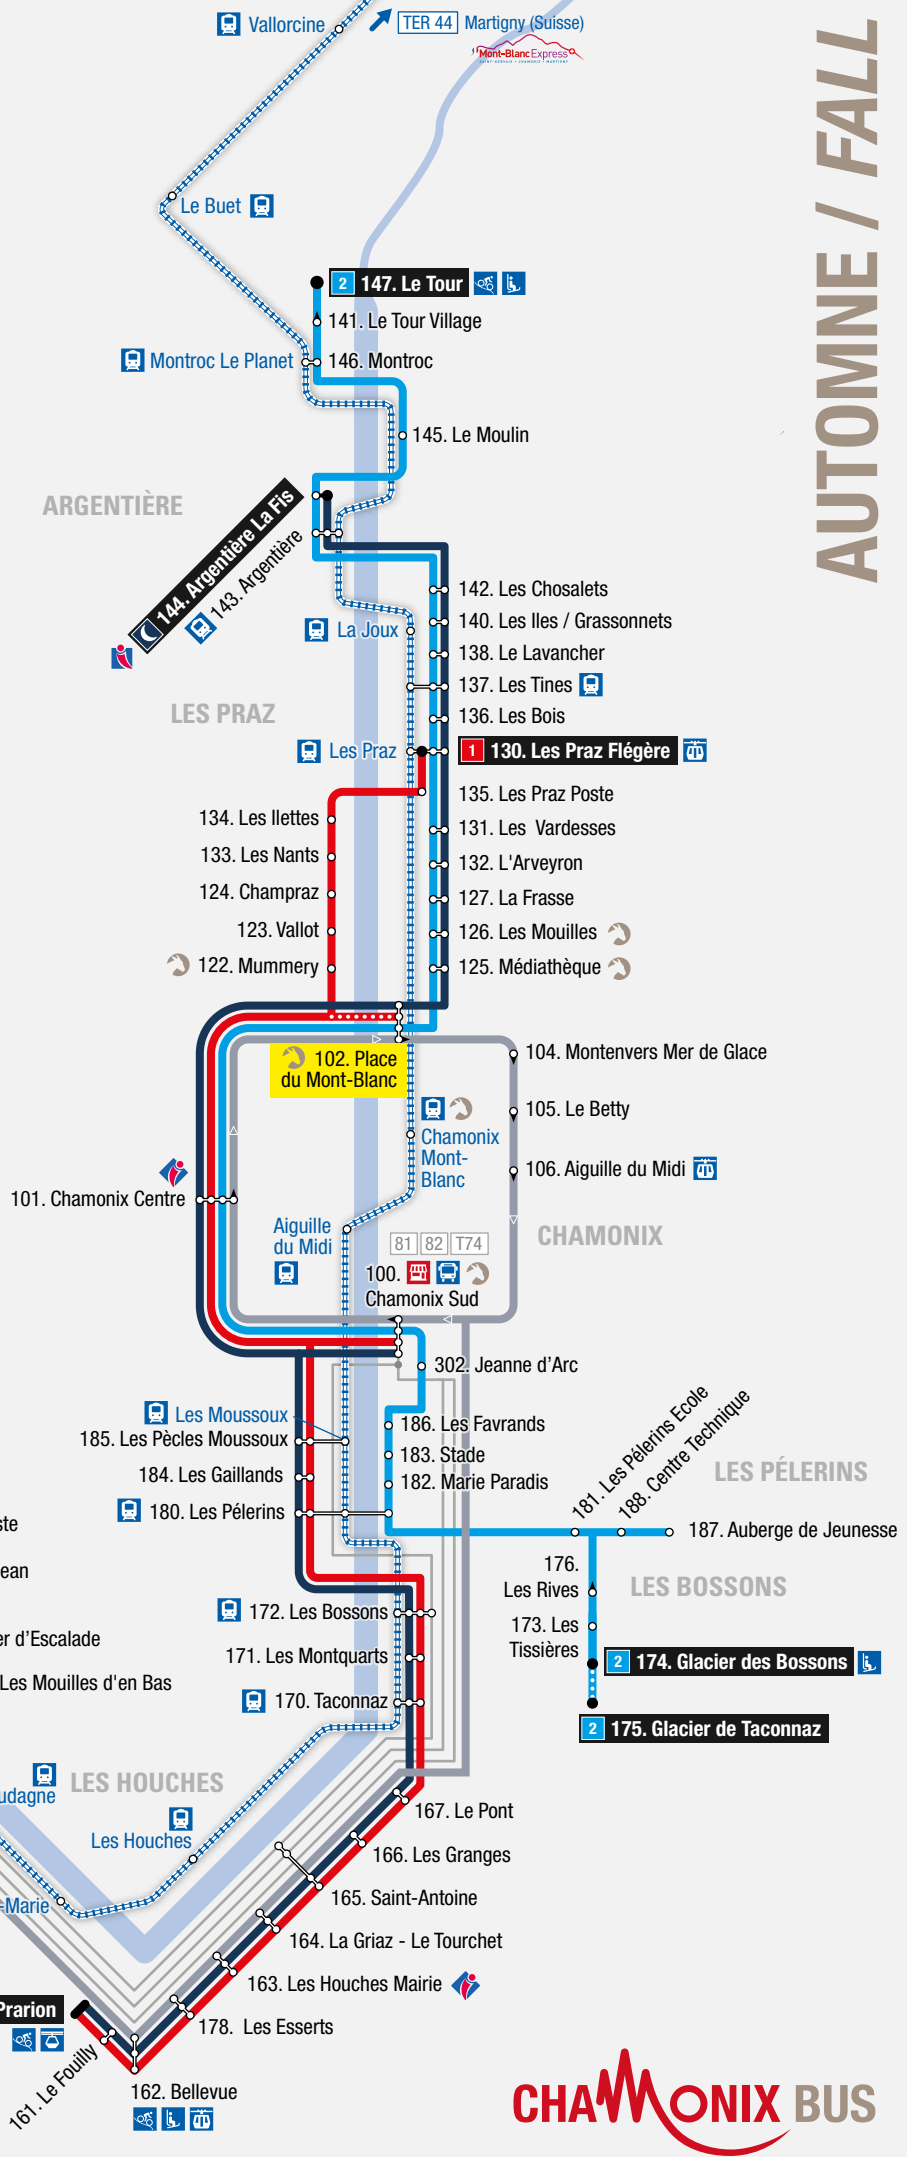 Vallorcine
TER 44 Martigny (Suisse)
Mont-Blanc Express
SAINT-GERVAIS • CHAMONIX • MARTIGNY
AUTOMNE / FALL
Le Buet
2 147. Le Tour
141. Le Tour Village
Montroc Le Planet
146. Montroc
145. Le Moulin
ARGENTIÈRE
144. Argentière La Fis
143. Argentière
142. Les Chosalets
140. Les Iles / Grassonnets
La Joux
138. Le Lavancher
137. Les Tines
LES PRAZ
136. Les Bois
Les Praz
1 130. Les Praz Flégère
135. Les Praz Poste
134. Les Ilettes
131. Les Vardesses
133. Les Nants
132. L'Arveyron
124. Champraz
127. La Frasse
123. Vallot
126. Les Mouilles
122. Mummery
125. Médiathèque
102. Place
du Mont-Blanc
104. Montenvers Mer de Glace
105. Le Betty
Chamonix
Mont-
Blanc
106. Aiguille du Midi
101. Chamonix Centre
Aiguille
du Midi
CHAMONIX
81 82 T74
100.
Chamonix Sud
302. Jeanne d'Arc
Les Moussoux
185. Les Pècles Moussoux
186. Les Favrands
183. Stade
184. Les Gaillands
182. Marie Paradis
181. Les Pélerins Ecole
188. Centre Technique
LES PÉLERINS
180. Les Pélerins
ste
187. Auberge de Jeunesse
ean
176.
Les Rives
LES BOSSONS
172. Les Bossons
173. Les
Tissières
er d'Escalade
171. Les Montquarts
2 174. Glacier des Bossons
Les Mouilles d'en Bas
170. Taconnaz
2 175. Glacier de Taconnaz
LES HOUCHES
udagne
167. Le Pont
Les Houches
166. Les Granges
165. Saint-Antoine
-Marie
164. La Griaz - Le Tourchet
163. Les Houches Mairie
Prarion
178. Les Esserts
161. Le Fouilly
162. Bellevue
CHAMONIX BUS